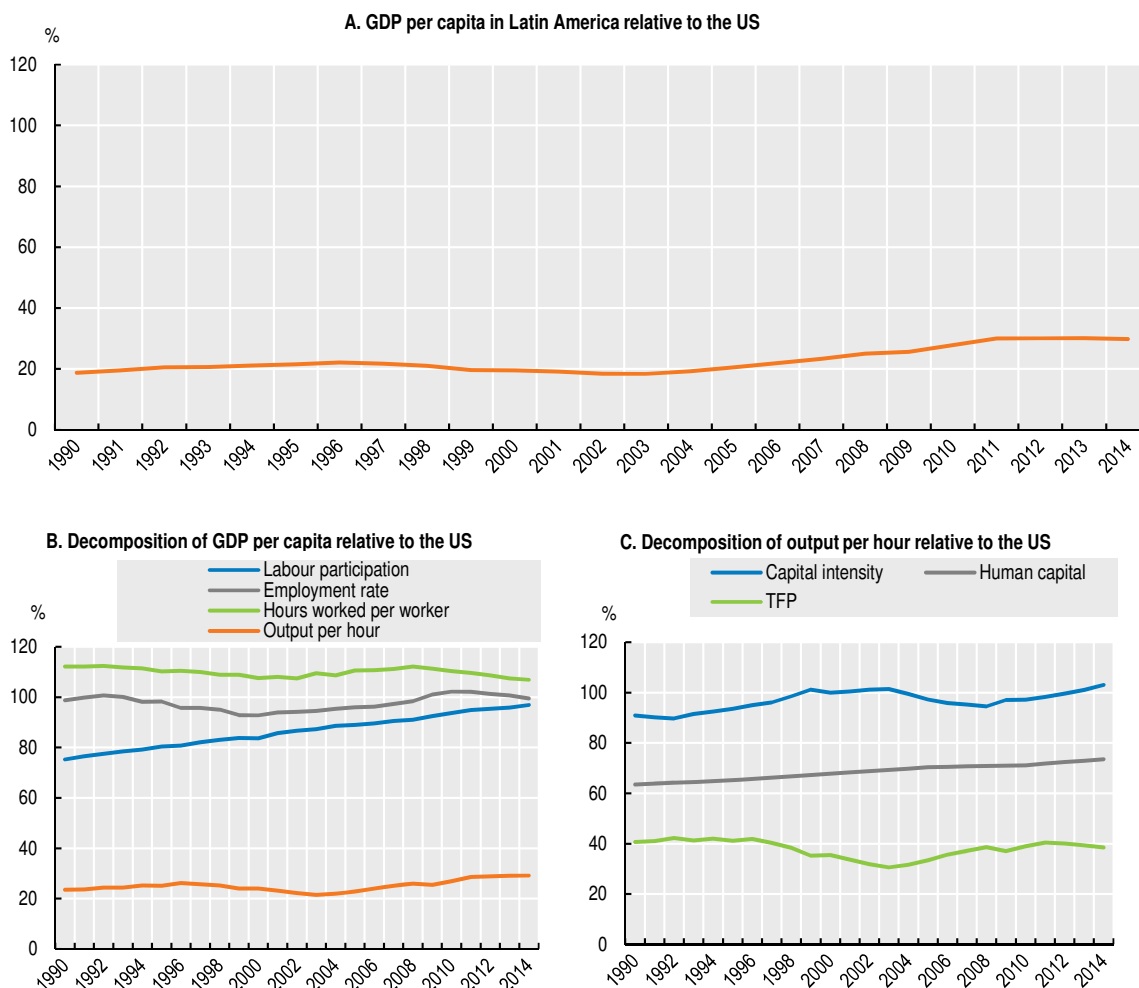 A. GDP per capita in Latin America relative to the US
%
120
100
80
60
40
20
0
1990 1991 1992 1993 1994 1995 1996 1997 1998 1999 2000 2001 2002 2003 2004 2005 2006 2007 2008 2009 2010 2011 2012 2013 2014
B. Decomposition of GDP per capita relative to the US
Labour participation
Employment rate
Hours worked per worker
Output per hour
%
120
100
80
60
40
20
0
1990 1992 1994 1996 1998 2000 2002 2004 2006 2008 2010 2012 2014
C. Decomposition of output per hour relative to the US
Capital intensity Human capital
TFP
%
120
100
80
60
40
20
0
1990 1992 1994 1996 1998 2000 2002 2004 2006 2008 2010 2012 2014